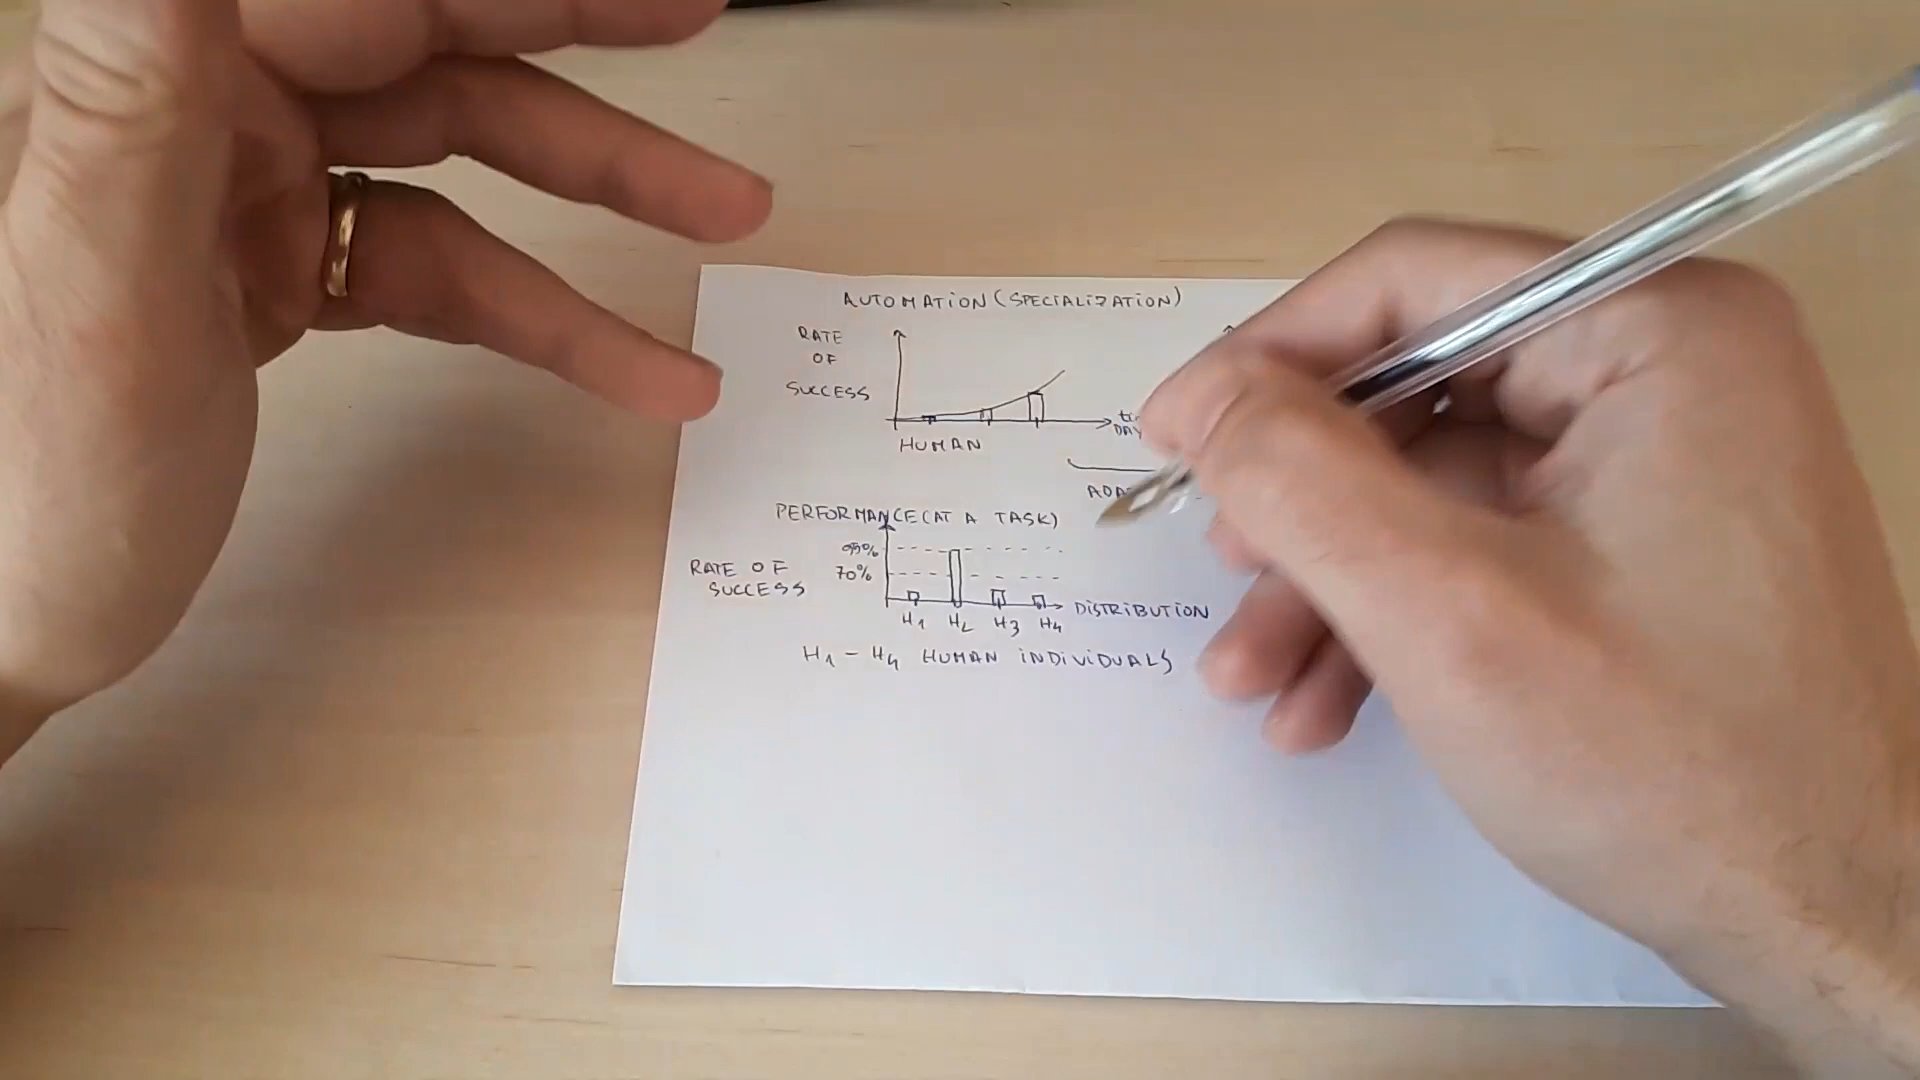 AUTOMATION (SPECIALIZATION)
RATE
OF
SUCCESS
HUMAN
PERFORMANCE (AT A TASK)
99%
70%
RATE OF
SUCCESS
H1 H2 H3 H4 DISTRIBUTION
H1 - H4 HUMAN INDIVIDUALS